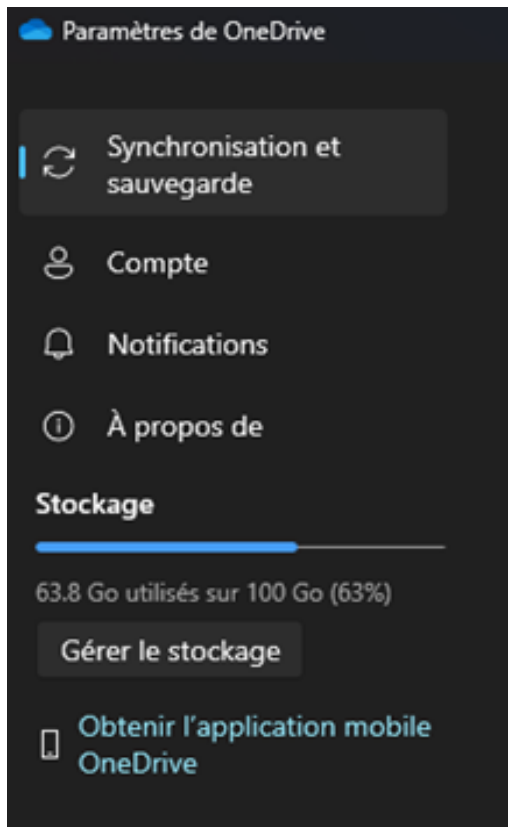 Paramètres de OneDrive
Synchronisation et
sauvegarde
Compte
Notifications
À propos de
Stockage
63.8 Go utilisés sur 100 Go (63%)
Gérer le stockage
Obtenir l’application mobile
OneDrive